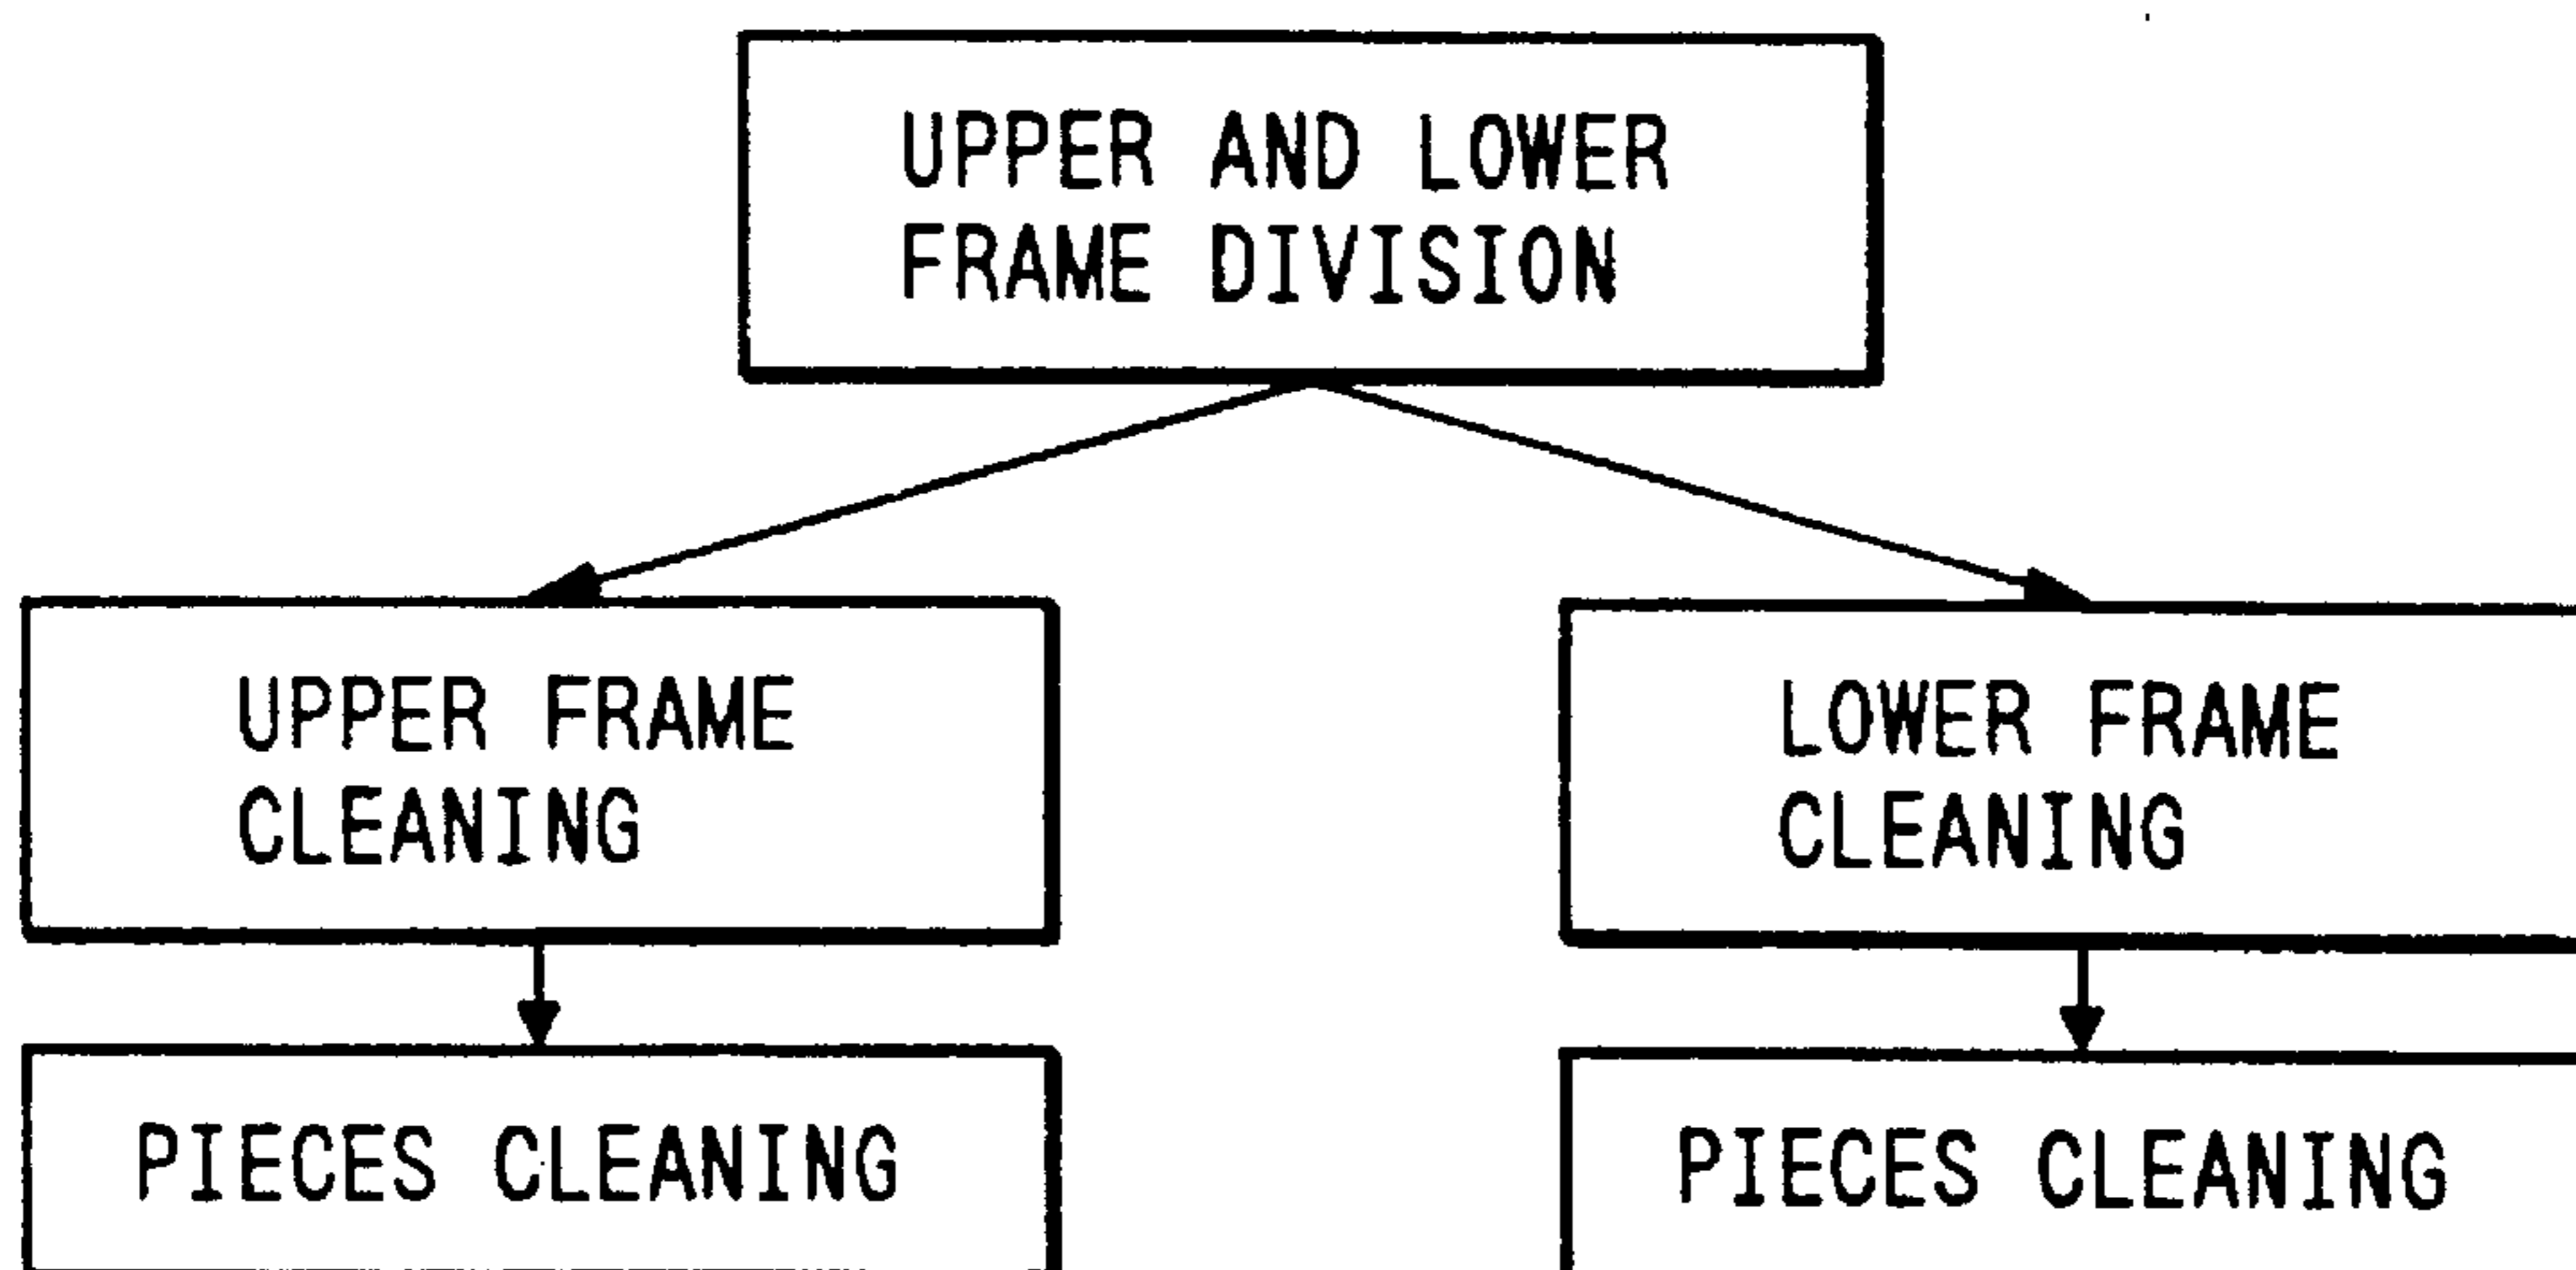 UPPER AND LOWER
FRAME DIVISION
UPPER FRAME
CLEANING
LOWER FRAME
CLEANING
PIECES CLEANING
PIECES CLEANING